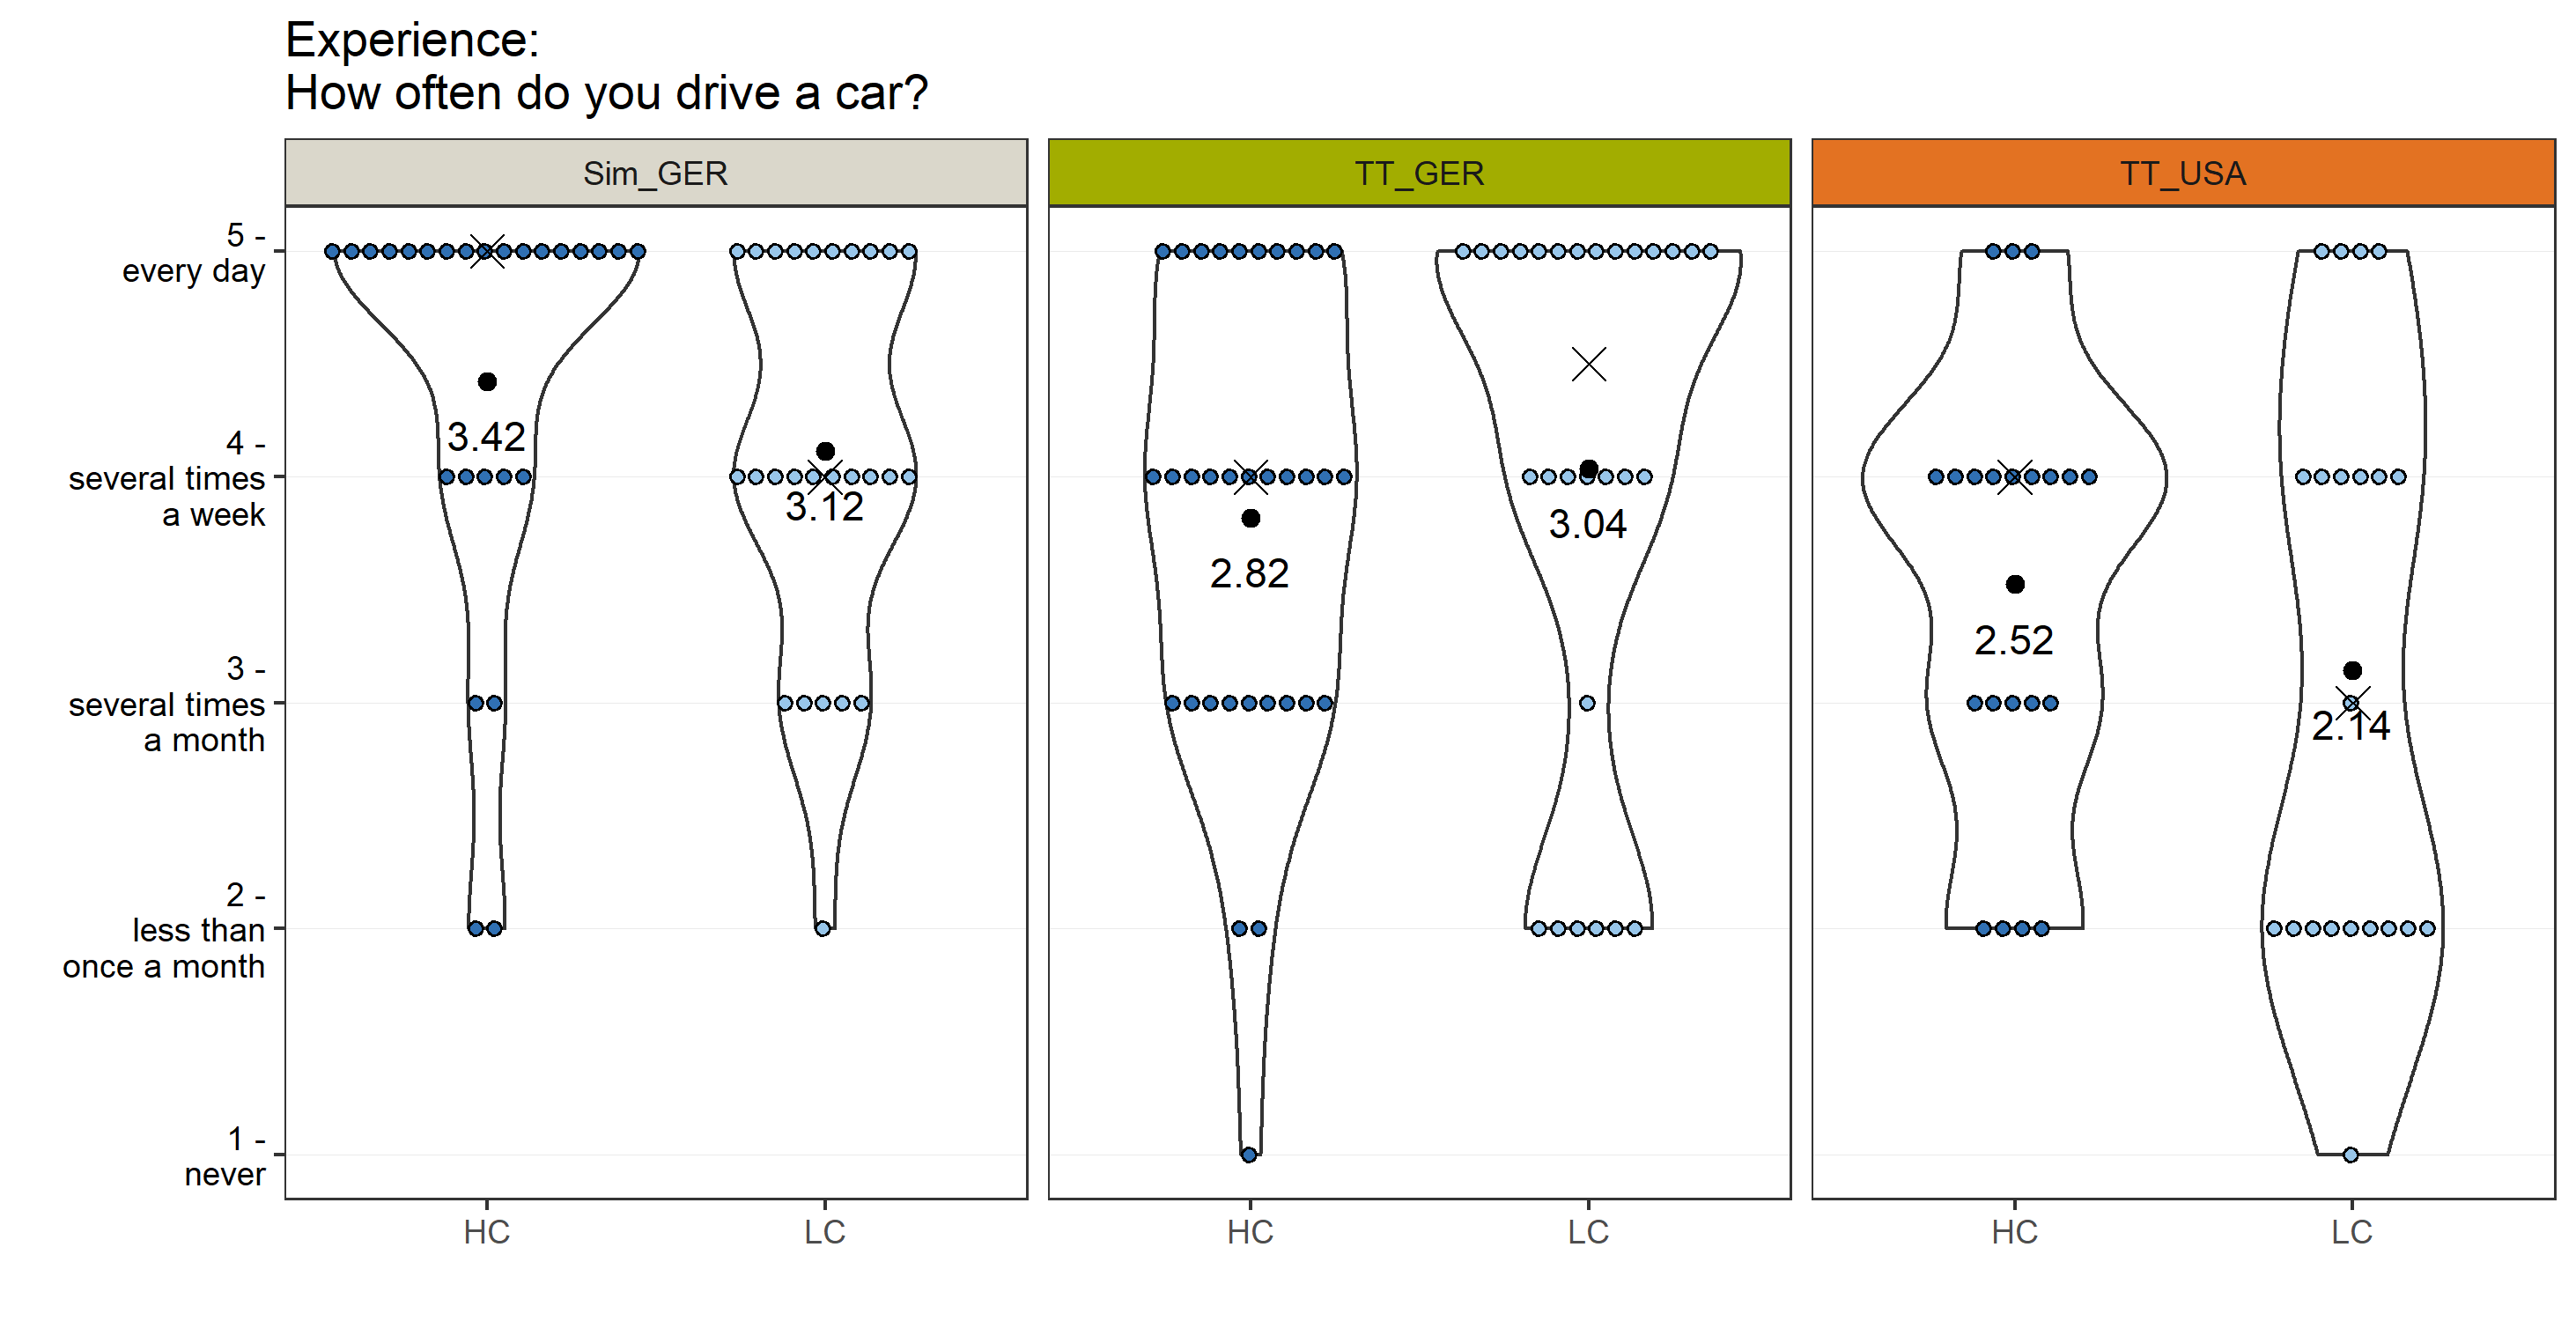 Experience:
How often do you drive a car?
Sim_GER
TT_GER
TT_USA
5 -
every day
4 -
several times
a week
3 -
several times
a month
2 -
less than
once a month
1 -
never
3.42
3.12
2.82
3.04
2.52
2.14
HC
LC
HC
LC
HC
LC